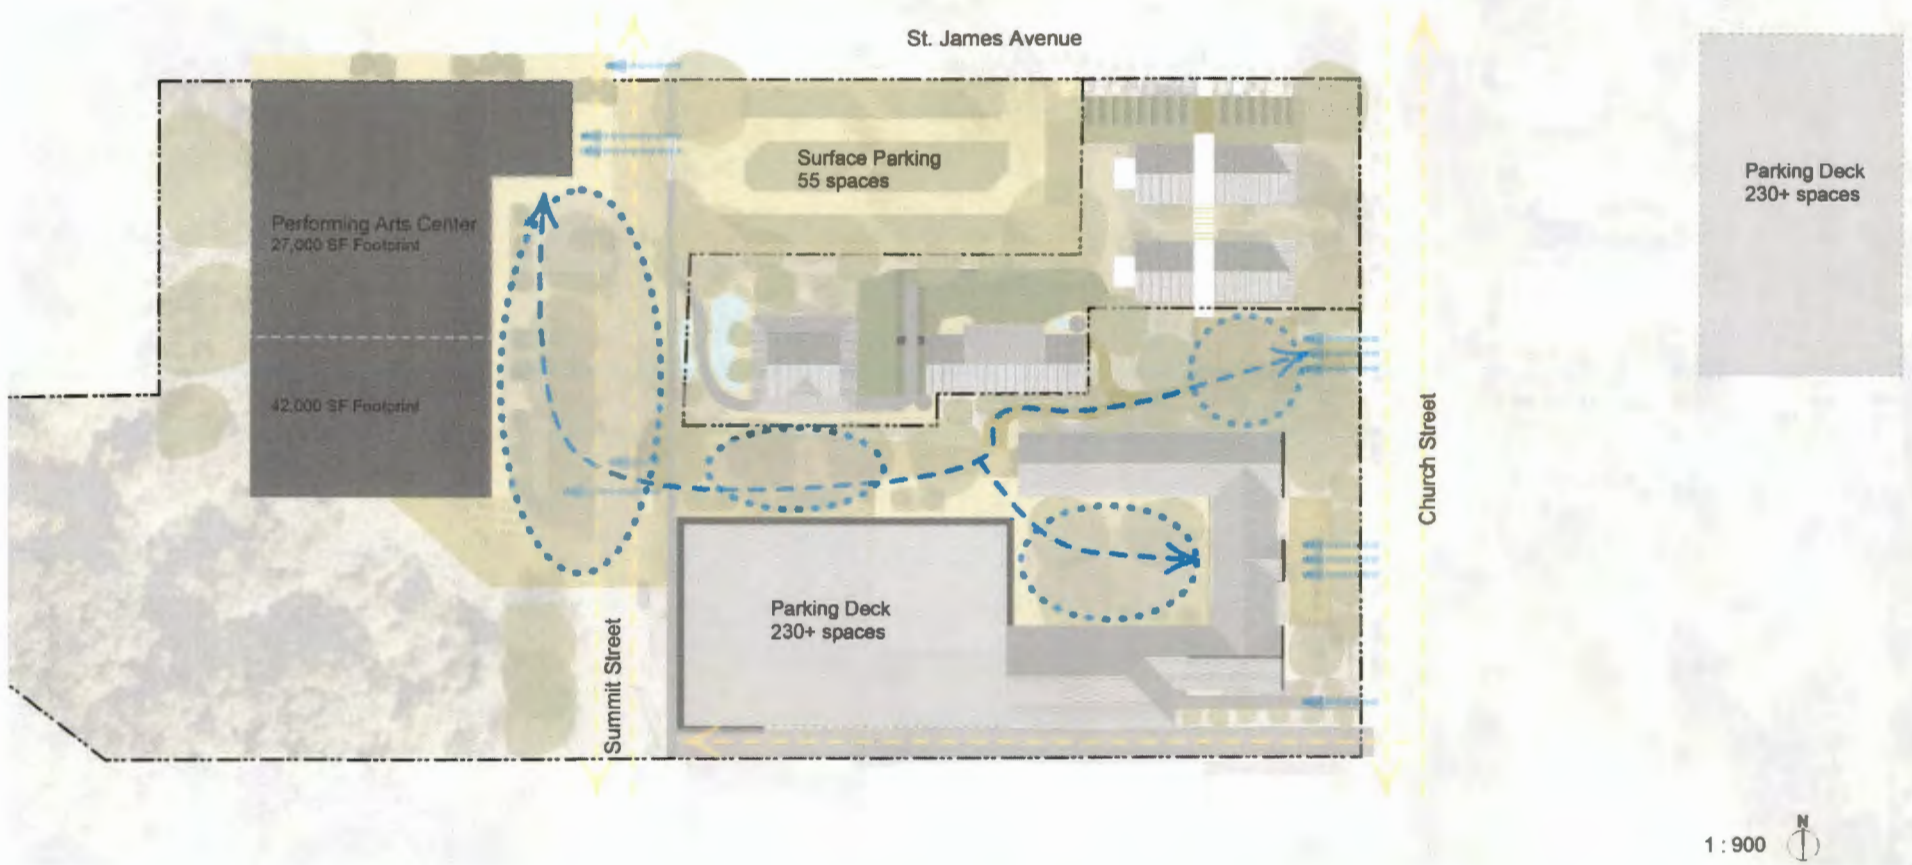 St. James Avenue
Surface Parking
55 spaces
Parking Deck
230+ spaces
Performing Arts Center
27,000 SF Footprint
42,000 SF Footprint
Church Street
Parking Deck
230+ spaces
Summit Street
N
1 : 900